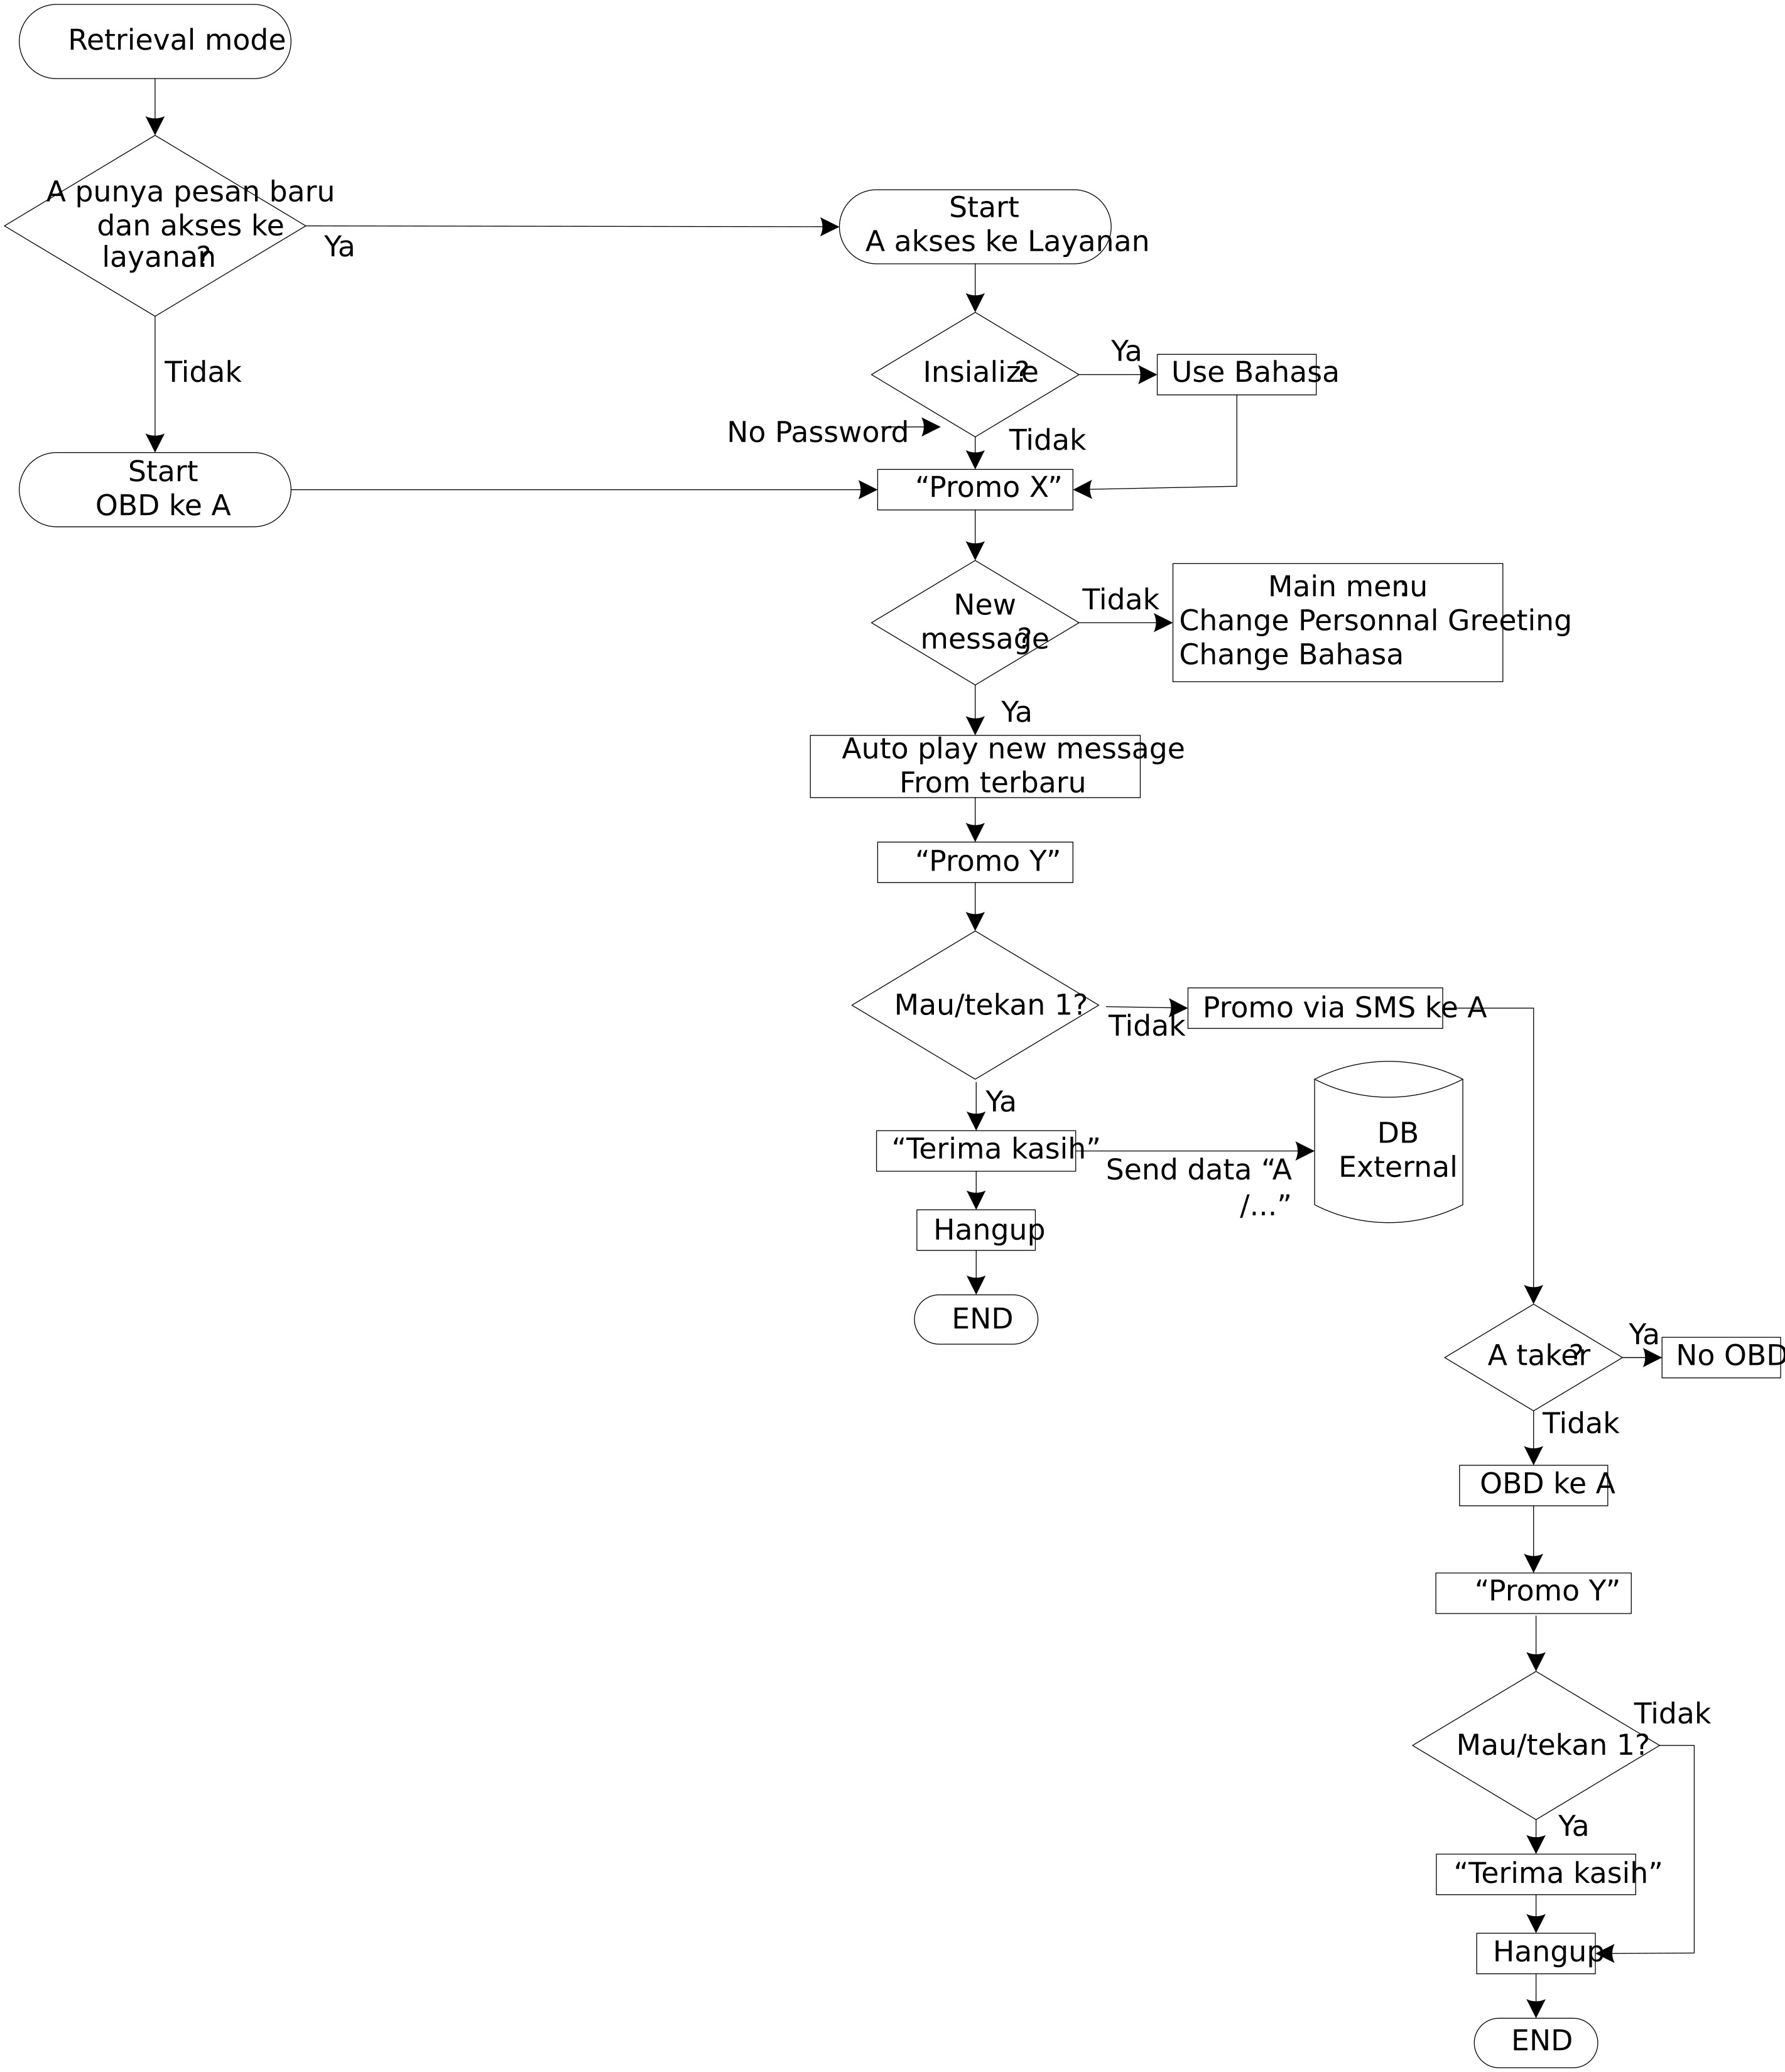 Retrieval mode
A punya pesan baru
dan akses ke
layanan?
Ya
Start
A akses ke Layanan
Insialize?
Ya
Use Bahasa
Tidak
No Password
Tidak
Start
OBD ke A
“Promo X”
New
message?
Tidak
Main menu:
Change Personnal Greeting
Change Bahasa
Ya
Auto play new message
From terbaru
“Promo Y”
Mau/tekan 1?
Tidak
Promo via SMS ke A
Ya
“Terima kasih”
Send data “A
/...”
DB
External
Hangup
END
A taker?
Ya
No OBD
Tidak
OBD ke A
“Promo Y”
Tidak
Mau/tekan 1?
Ya
“Terima kasih”
Hangup
END